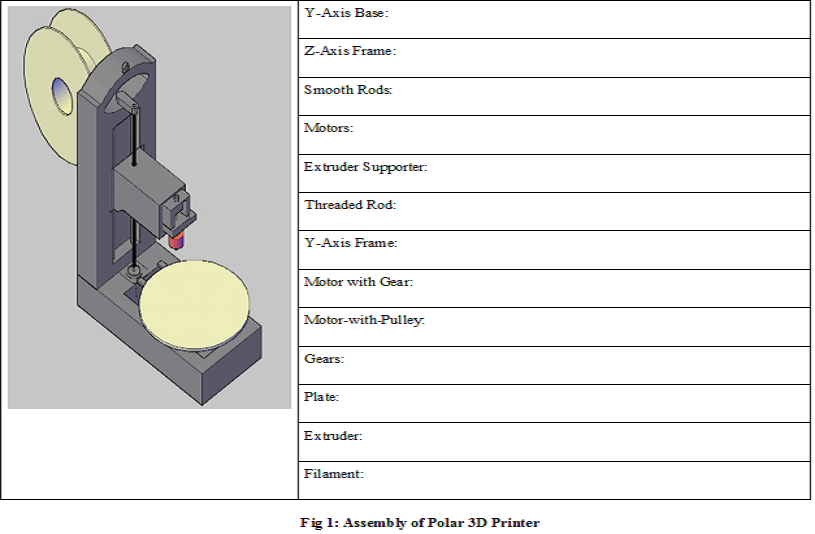 Y-Axis Base:
Z-Axis Frame:
Smooth Rods:
Motors:
Extruder Supporter:
Threaded Rod:
Y-Axis Frame:
Motor with Gear:
Motor-with-Pulley:
Gears:
Plate:
Extruder:
Filament:
Fig 1: Assembly of Polar 3D Printer